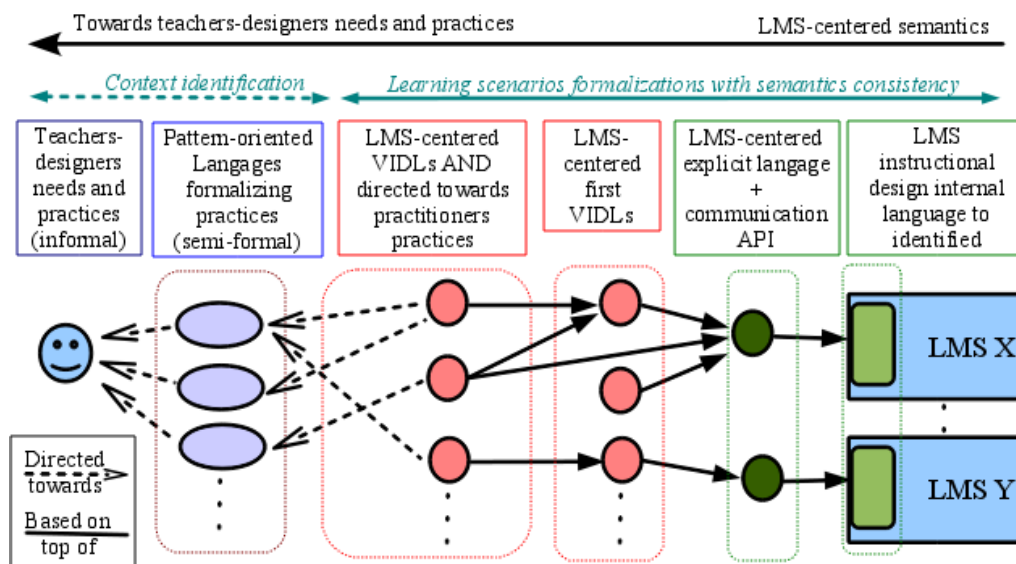 Towards teachers-designers needs and practices
LMS-centered semantics
Context identification
Learning scenarios formalizations with semantics consistency
Teachers-
designers
needs and
practices
(informal)
Pattern-oriented
Langages
formalizing
practices
(semi-formal)
LMS-centered
VIDLs AND
directed towards
practitioners
practices
LMS-
centered
first
VIDLs
LMS-centered
explicit langage
+
communication
API
LMS
instructional
design internal
language to
identified
LMS X
LMS Y
Directed
towards
Based on
top of